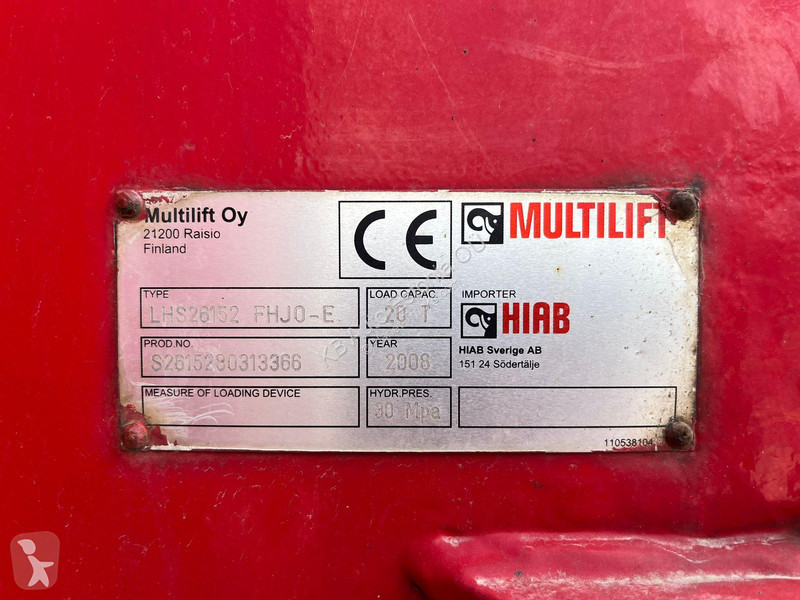 Multilift Oy
21200 Raisio
Finland
CE
MULTILIFT
TYPE
LHS26152 FHJO-E
LOAD CAPAC.
20 T
IMPORTER
HIAB
HIAB Sverige AB
151 24 Södertälje
PROD.NO.
S2615280313366
YEAR
2008
MEASURE OF LOADING DEVICE
HYDR.PRES.
30 Mpa
110538104